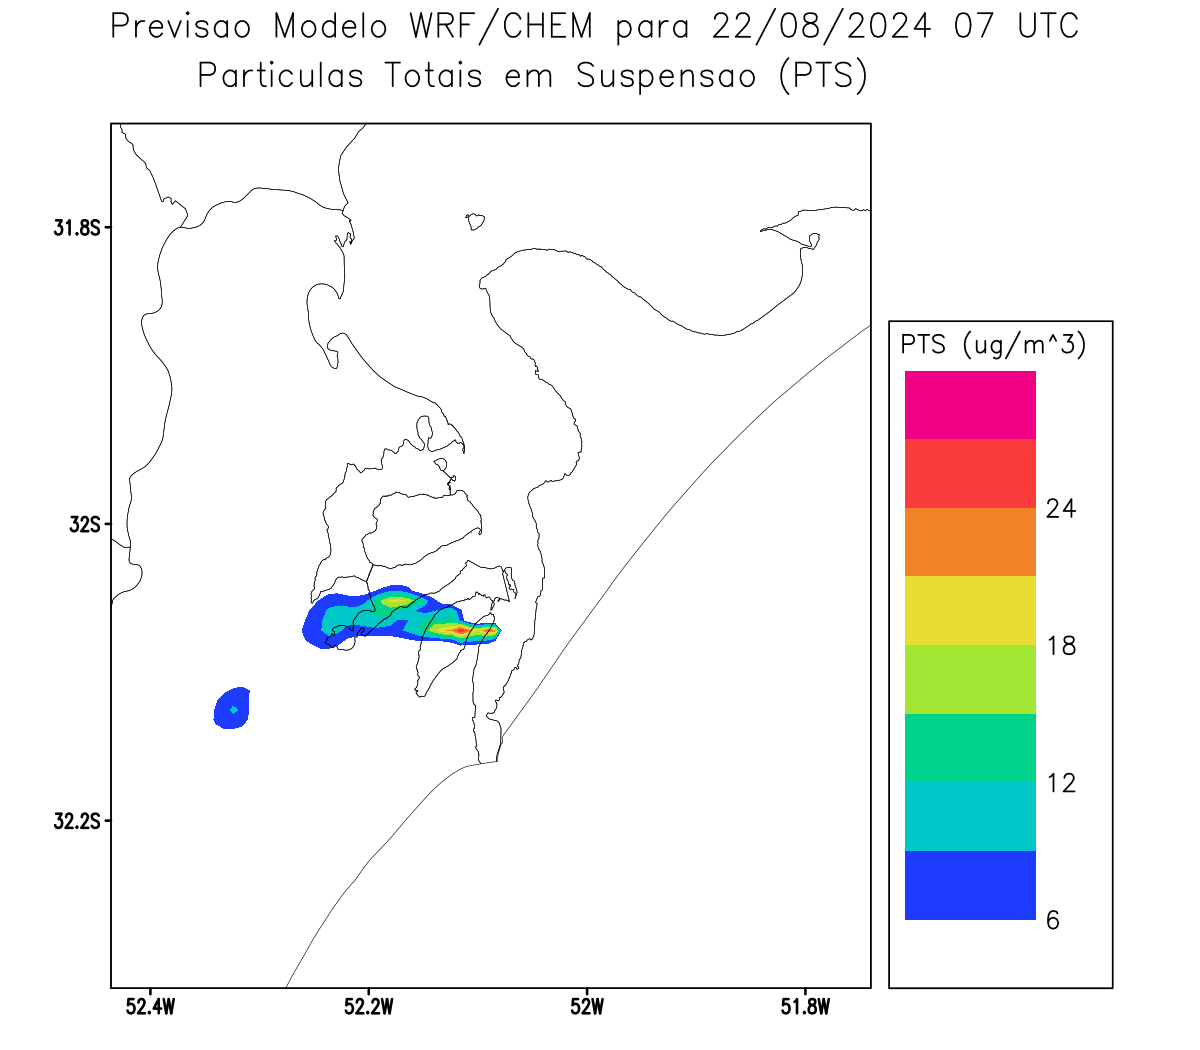 Previsao Modelo WRF/CHEM para 22/08/2024 07 UTC
Particulas Totais em Suspensao (PTS)
31.8S
32S
32.2S
52.4W
52.2W
52W
51.8W
PTS (ug/m^3)
24
18
12
6